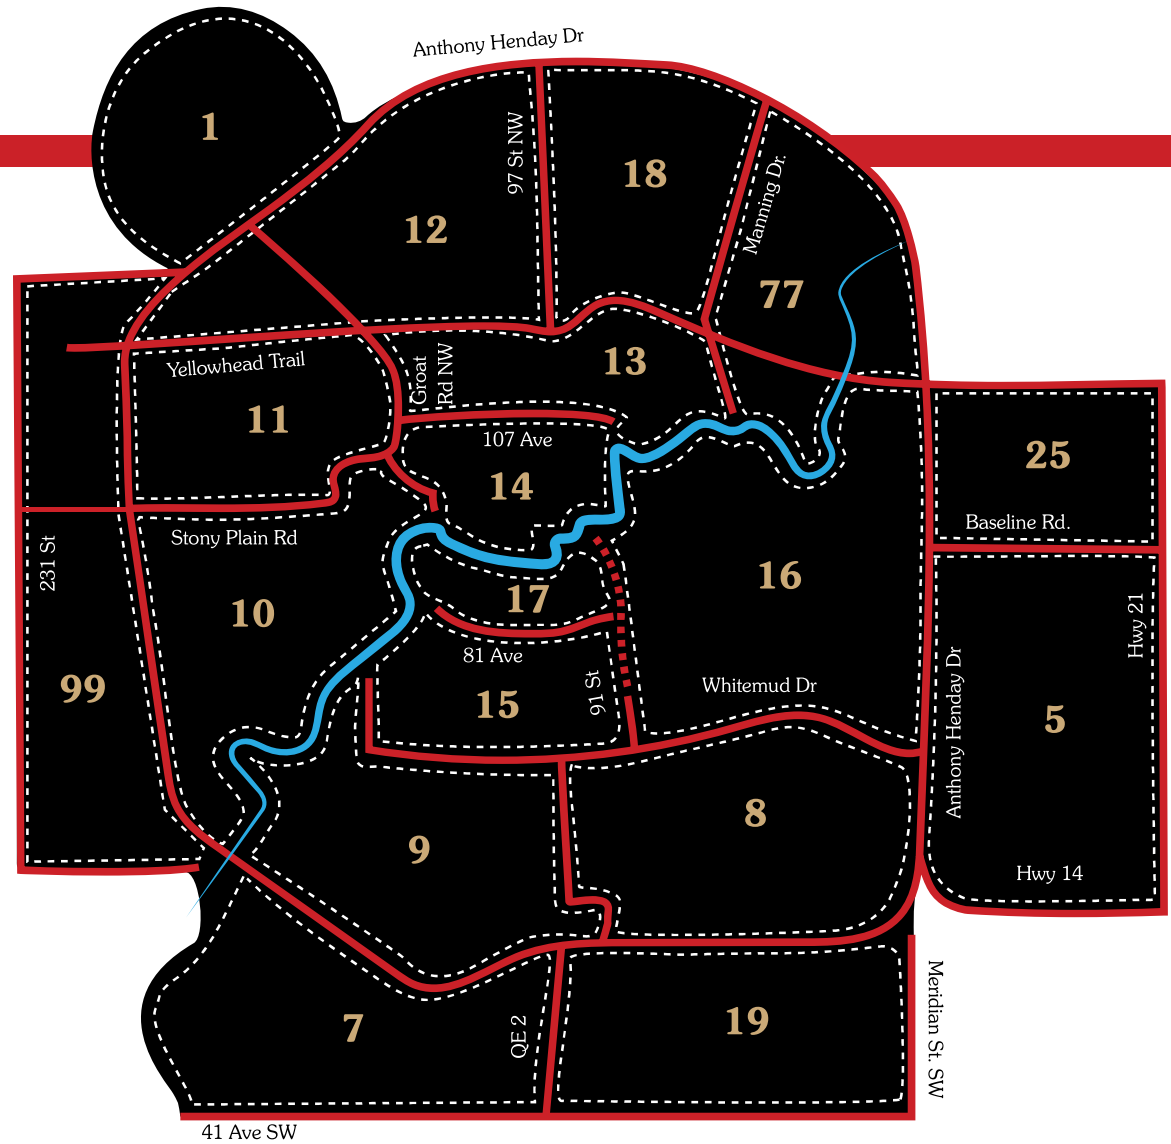 Anthony Henday Dr
1
97 St NW
18
12
Manning Dr.
77
Yellowhead Trail
Groat
Rd NW
13
11
107 Ave
14
25
Baseline Rd.
Stony Plain Rd
231 St
10
17
16
Hwy 21
81 Ave
99
15
91 St
Whitemud Dr
Anthony Henday Dr
5
9
8
Hwy 14
7
QE 2
19
Meridian St. SW
41 Ave SW